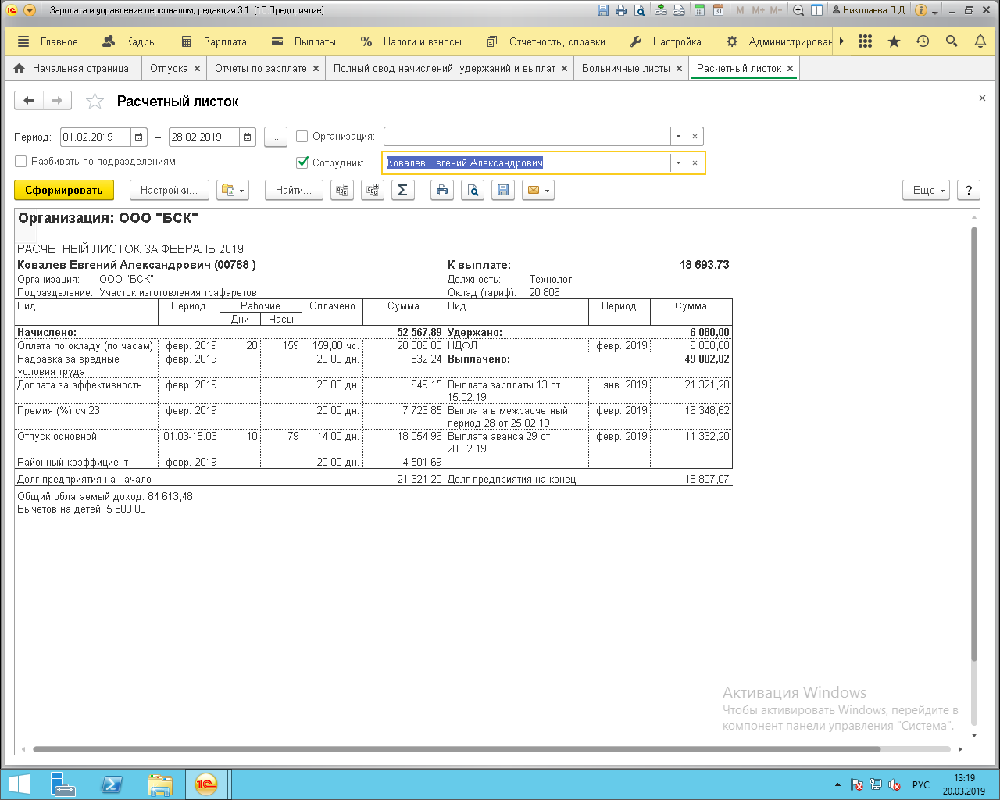 Зарплата и управление персоналом, редакция 3.1 (1С:Предприятие)
M M+ M- Николаева Л.Д.
Главное Кадры Зарплата Выплаты Налоги и взносы Отчетность, справки Настройка Администрирован
Начальная страница Отпуска Отчеты по зарплате Полный свод начислений, удержаний и выплат Больничные листы Расчетный листок
Расчетный листок
Период: 01.02.2019 – 28.02.2019 ... Организация:
Разбивать по подразделениям Сотрудник: Ковалев Евгений Александрович
Сформировать Настройки... Найти... Σ Еще ?
Организация: ООО "БСК"
РАСЧЕТНЫЙ ЛИСТОК ЗА ФЕВРАЛЬ 2019
Ковалев Евгений Александрович (00788 ) К выплате: 18 693,73
Организация: ООО "БСК" Должность: Технолог
Подразделение: Участок изготовления трафаретов Оклад (тариф): 20 806
Вид Период Рабочие Оплачено Сумма Вид Период Сумма
Дни Часы
Начислено: 52 567,89 Удержано: 6 080,00
Оплата по окладу (по часам) февр. 2019 20 159 159,00 чс. 20 806,00 НДФЛ февр. 2019 6 080,00
Надбавка за вредные февр. 2019 20,00 дн. 832,24 Выплачено: 49 002,02
условия труда
Доплата за эффективность февр. 2019 20,00 дн. 649,15 Выплата зарплаты 13 от янв. 2019 21 321,20
15.02.19
Премия (%) сч 23 февр. 2019 20,00 дн. 7 723,85 Выплата в межрасчетный февр. 2019 16 348,62
период 28 от 25.02.19
Отпуск основной 01.03-15.03 10 79 14,00 дн. 18 054,96 Выплата аванса 29 от февр. 2019 11 332,20
28.02.19
Районный коэффициент февр. 2019 20,00 дн. 4 501,69
Долг предприятия на начало 21 321,20 Долг предприятия на конец 18 807,07
Общий облагаемый доход: 84 613,48
Вычетов на детей: 5 800,00
Активация Windows
Чтобы активировать Windows, перейдите в
компонент панели управления "Система".
РУС 13:19
20.03.2019